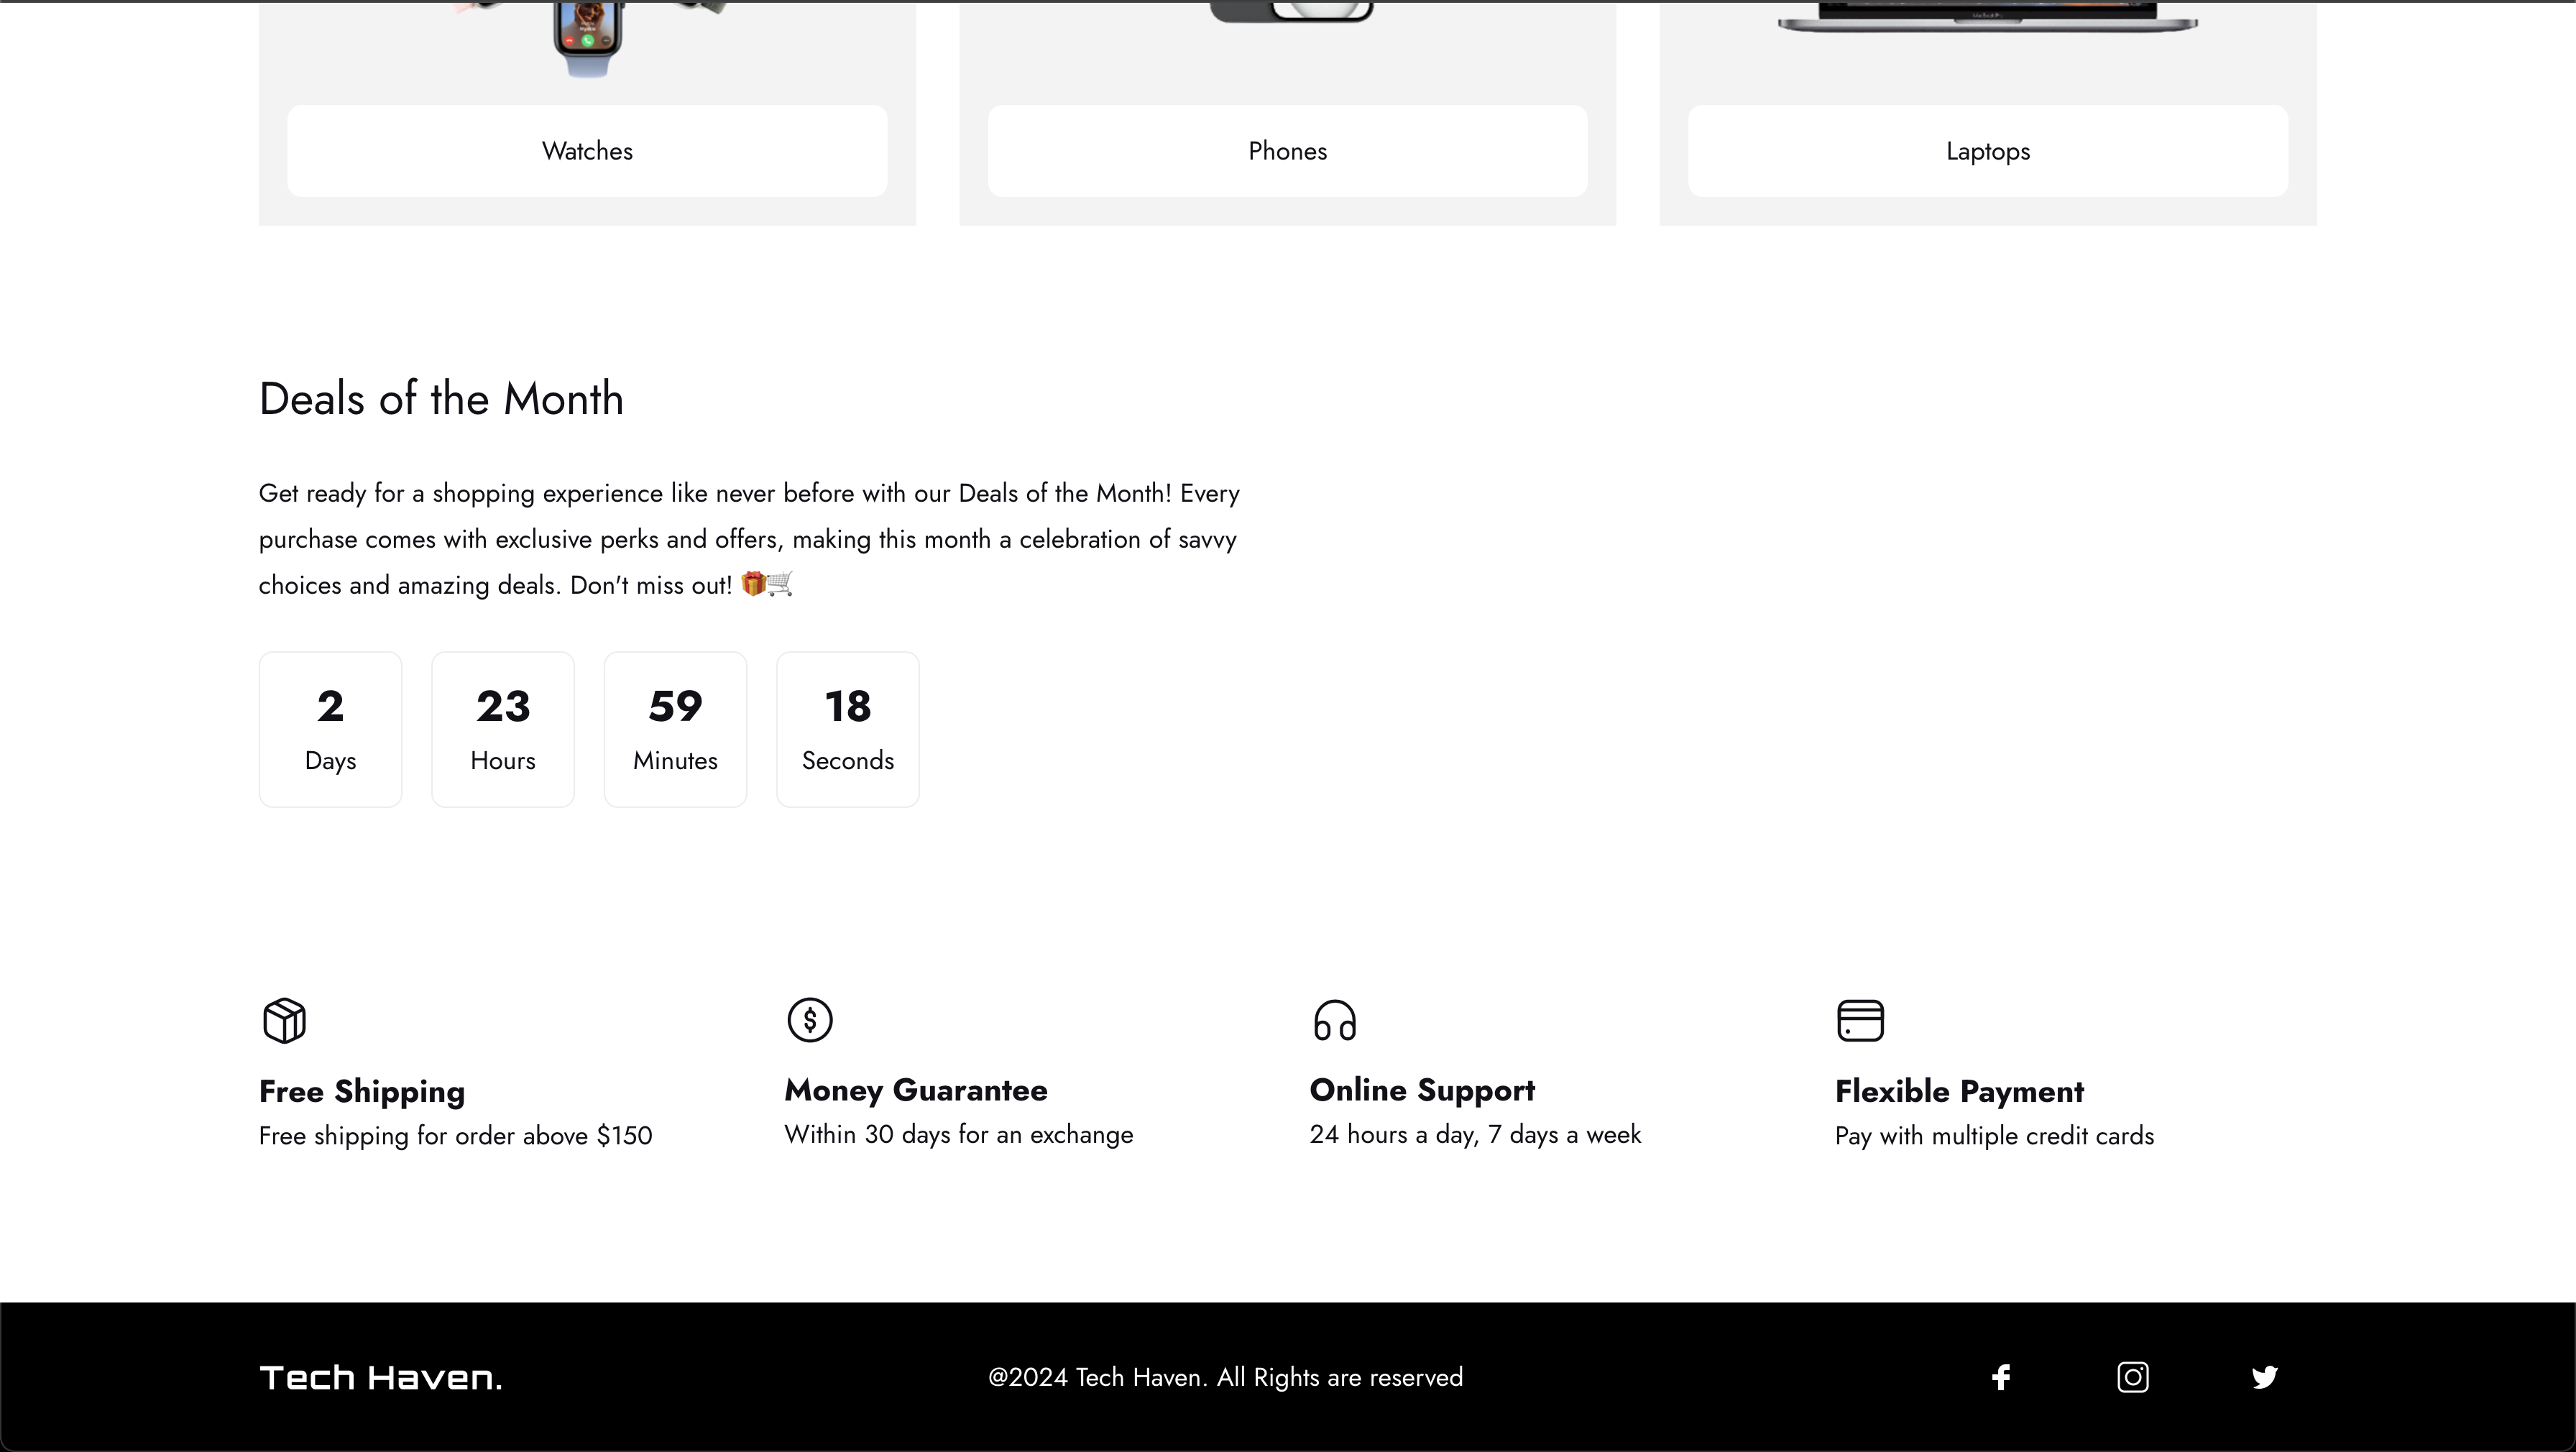 Watches
Phones
Laptops
Deals of the Month
Get ready for a shopping experience like never before with our Deals of the Month! Every
purchase comes with exclusive perks and offers, making this month a celebration of savvy
choices and amazing deals. Don't miss out! 🎁🛒
2
Days
23
Hours
59
Minutes
18
Seconds
Free Shipping
Free shipping for order above $150
Money Guarantee
Within 30 days for an exchange
Online Support
24 hours a day, 7 days a week
Flexible Payment
Pay with multiple credit cards
Tech Haven.
@2024 Tech Haven. All Rights are reserved